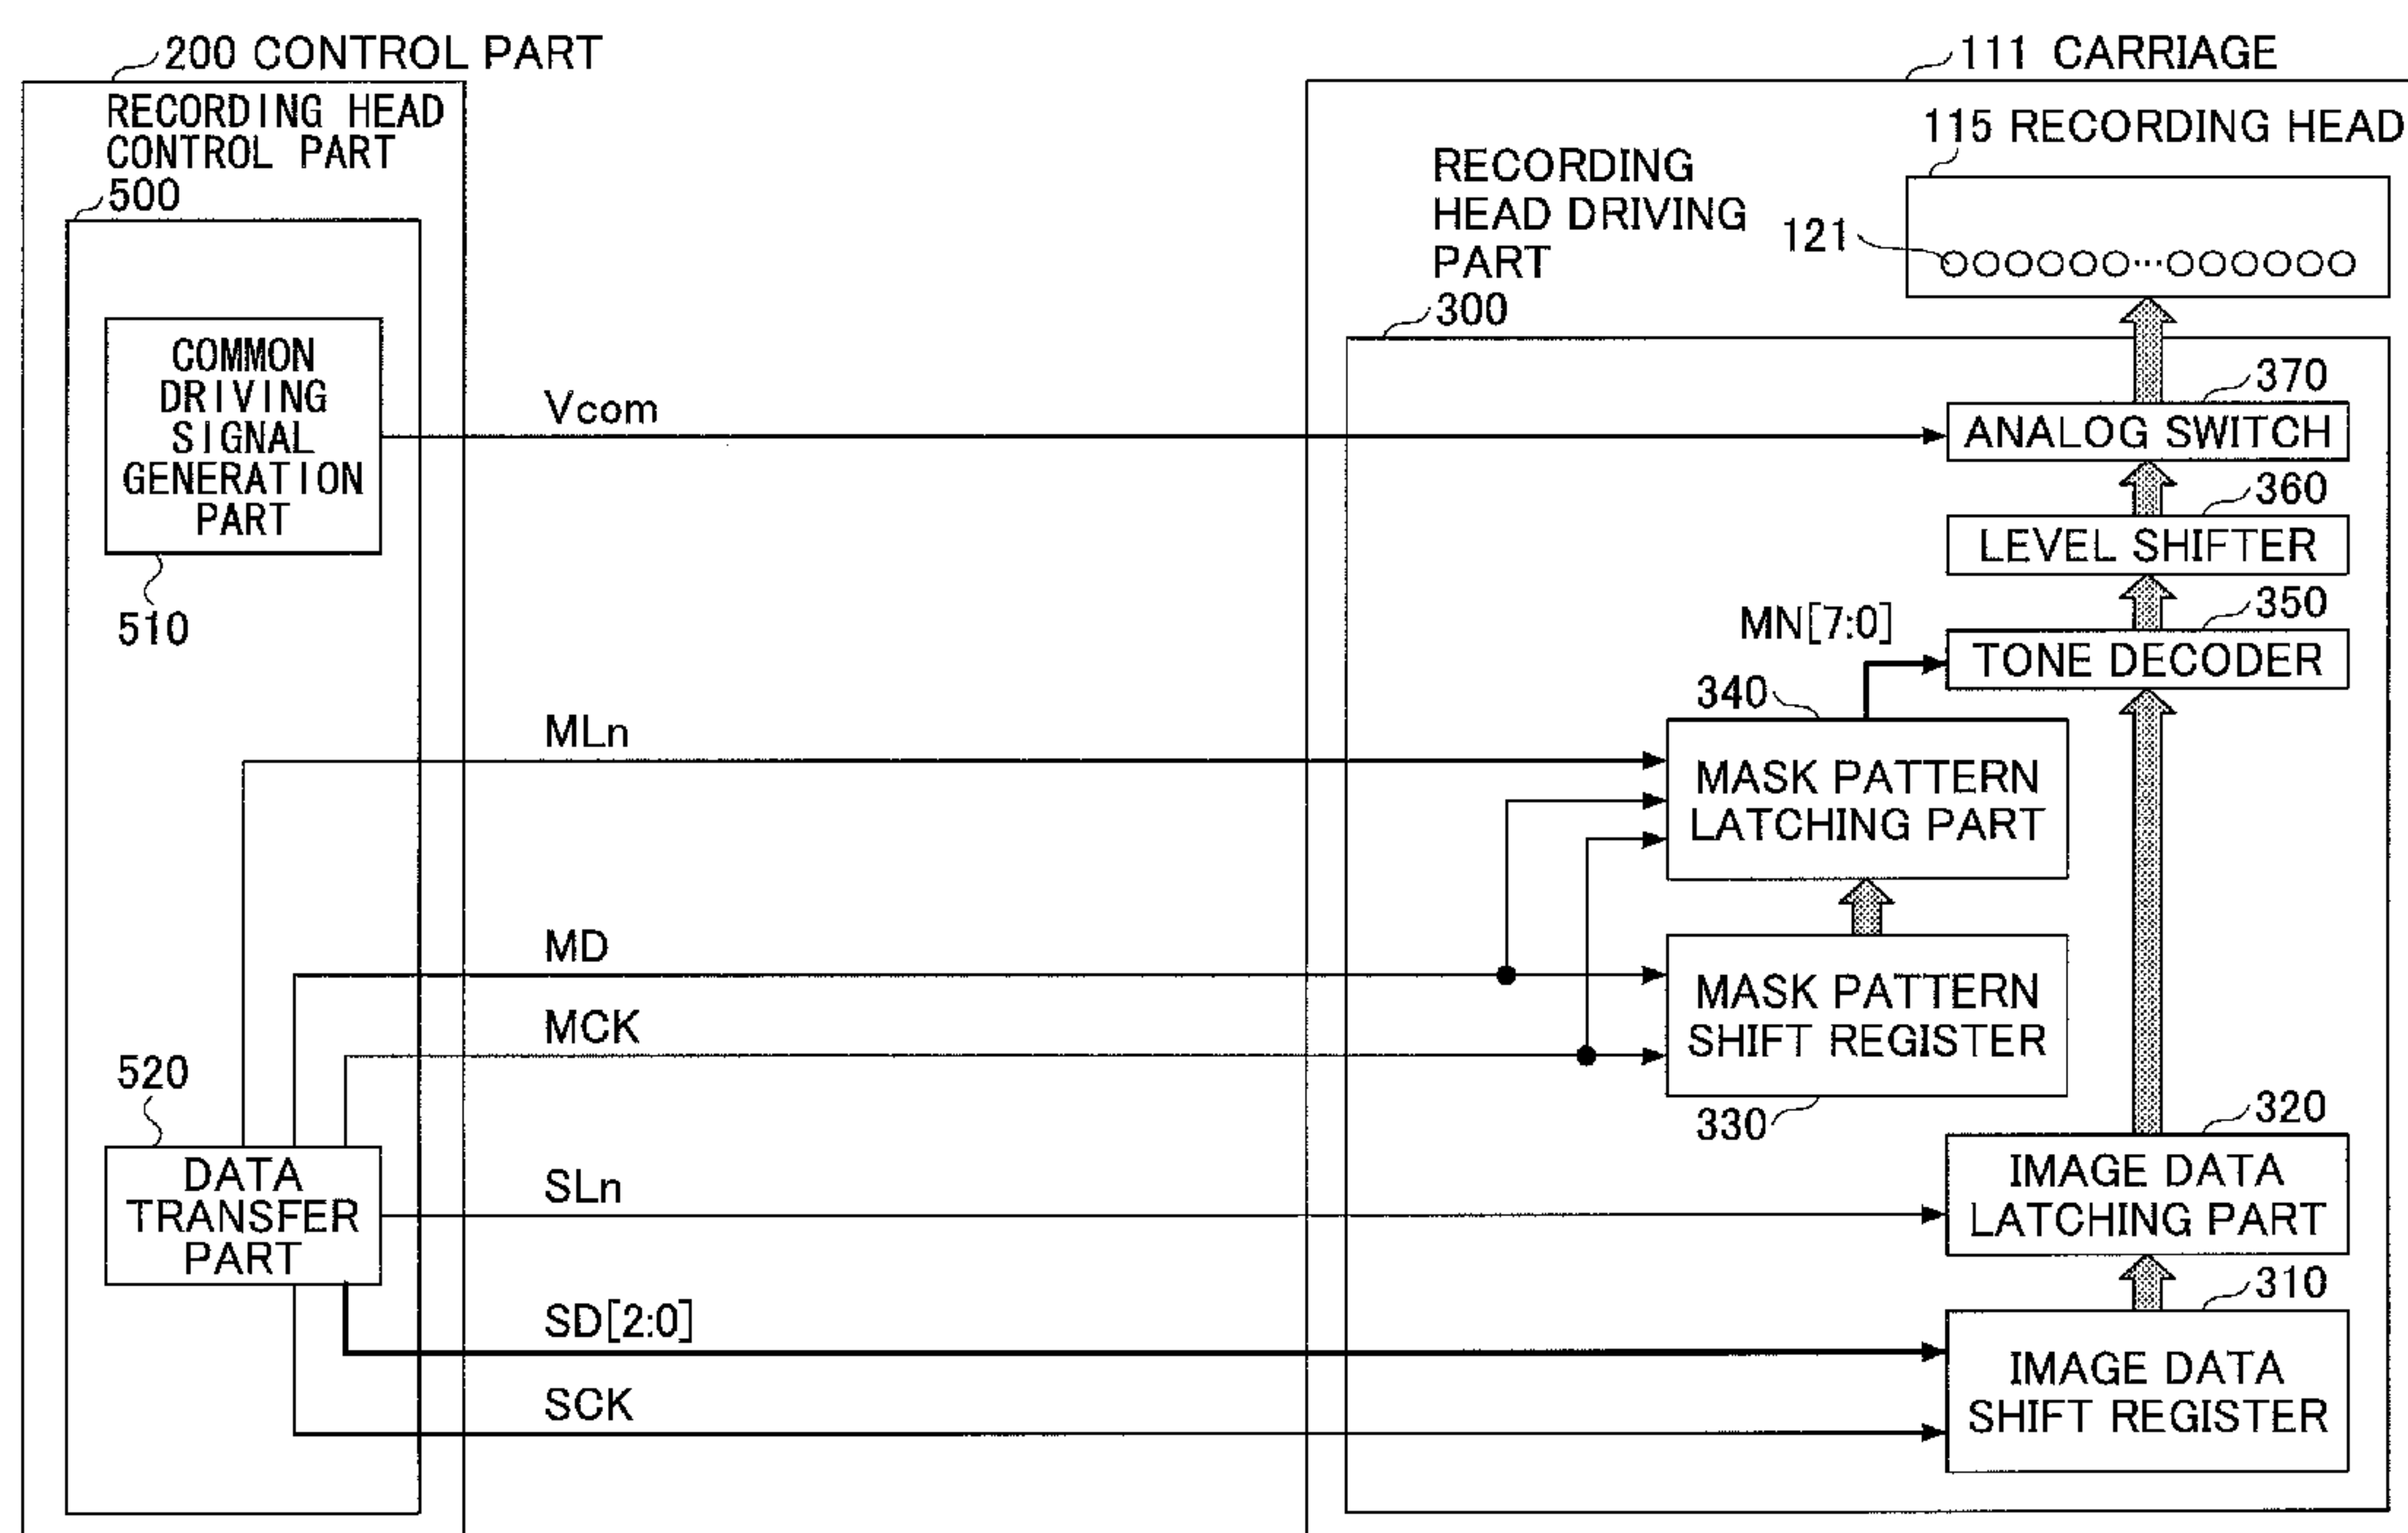 200 CONTROL PART
RECORDING HEAD
CONTROL PART
500
COMMON
DRIVING
SIGNAL
GENERATION
PART
510
520
DATA
TRANSFER
PART
Vcom
MLn
MD
MCK
SLn
SD[2:0]
SCK
111 CARRIAGE
115 RECORDING HEAD
121
...
RECORDING
HEAD DRIVING
PART
300
370
ANALOG SWITCH
360
LEVEL SHIFTER
350
TONE DECODER
MN[7:0]
340
MASK PATTERN
LATCHING PART
MASK PATTERN
SHIFT REGISTER
330
320
IMAGE DATA
LATCHING PART
310
IMAGE DATA
SHIFT REGISTER